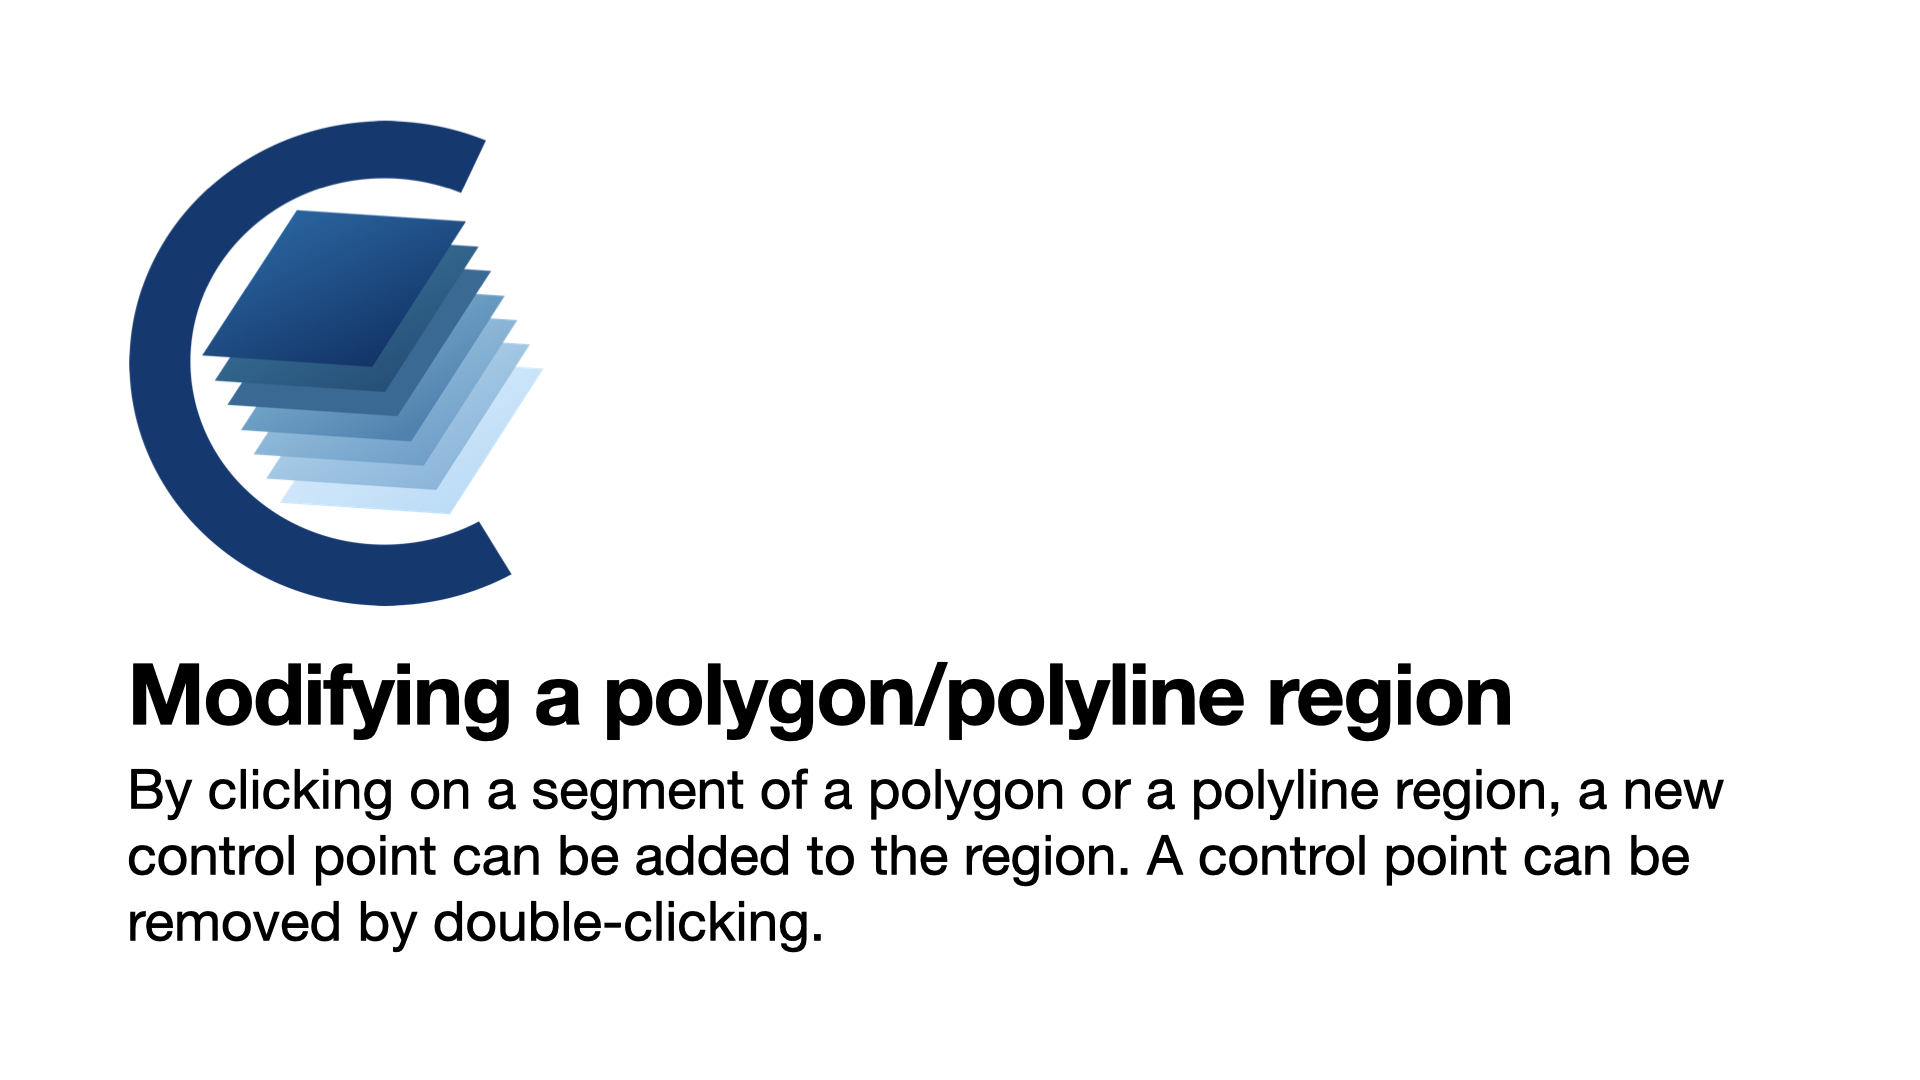 Modifying a polygon/polyline region
By clicking on a segment of a polygon or a polyline region, a new
control point can be added to the region. A control point can be
removed by double-clicking.